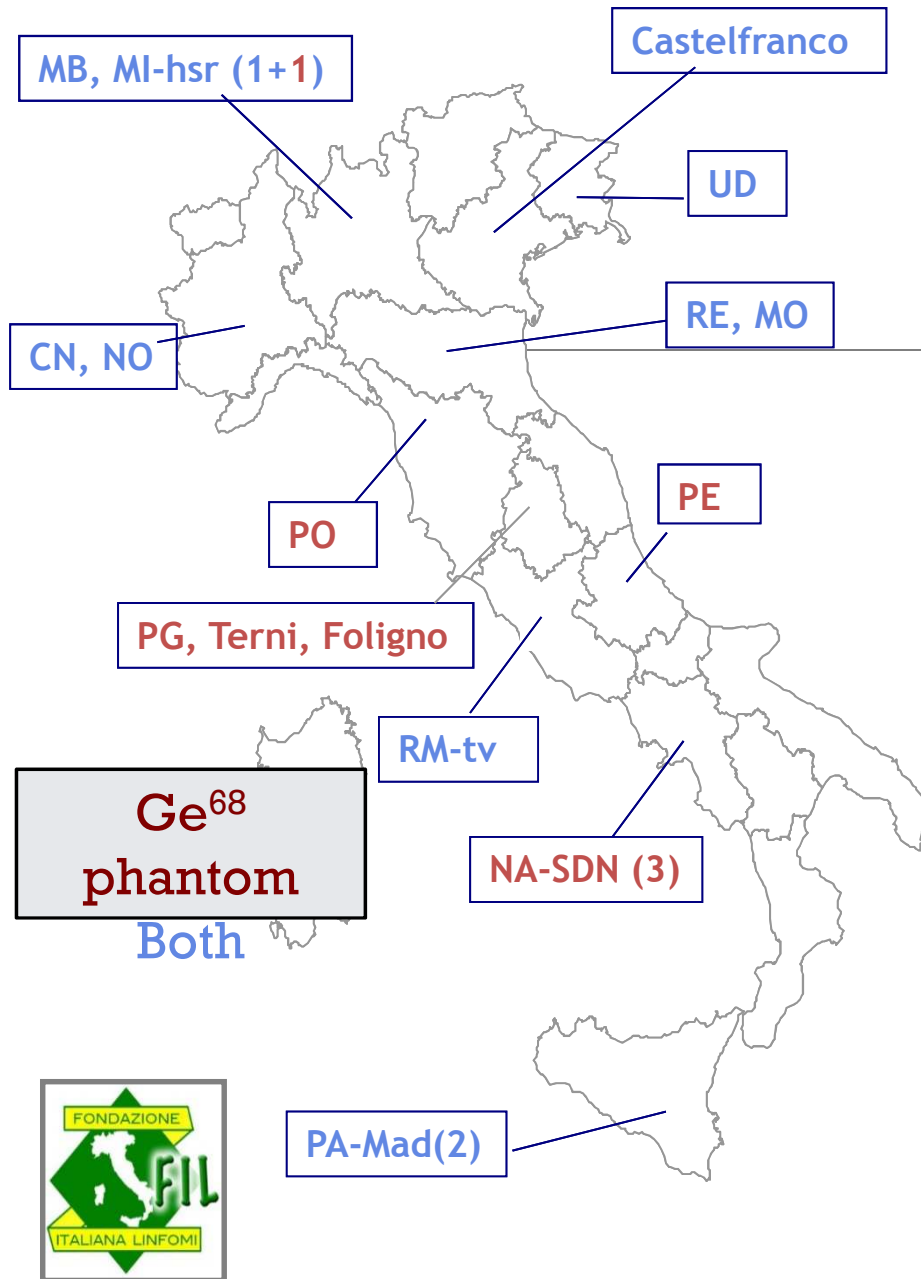 Castelfranco
MB, MI-hsr (1+1)
UD
RE, MO
CN, NO
PE
PO
PG, Terni, Foligno
RM-tv
Ge⁶⁸
phantom
NA-SDN (3)
Both
FONDAZIONE
FIL
ITALIANA LINFOMI
PA-Mad(2)